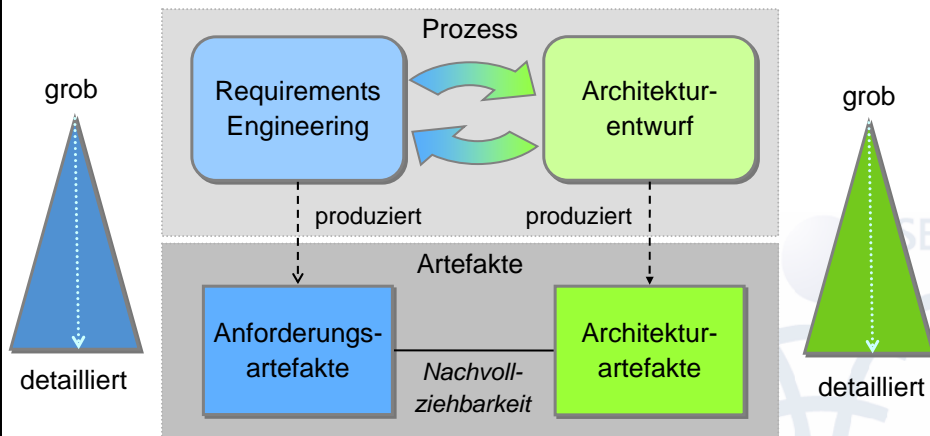 Prozess
grob
Requirements
Engineering
Architektur-
entwurf
grob
produziert
produziert
Artefakte
Anforderungs-
artefakte
Nachvoll-
ziehbarkeit
Architektur-
artefakte
detailliert
detailliert